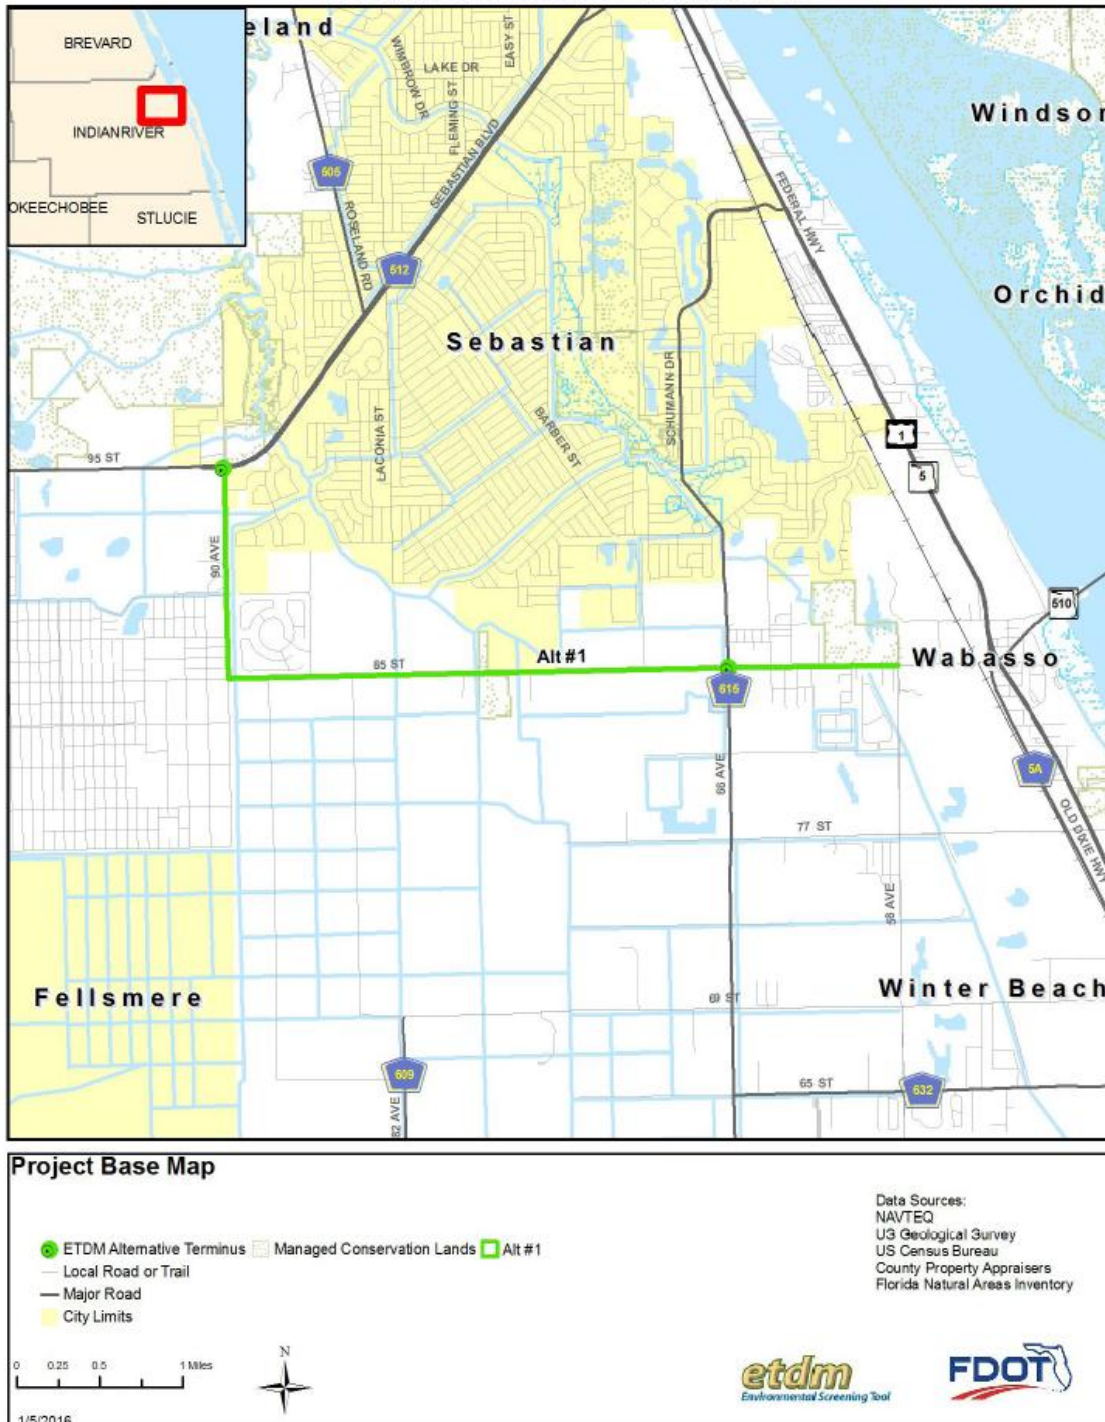 eland
BREVARD
INDIANRIVER
OKEECHOBEE
STLUCIE
WIMBROW DR
LAKE DR
EASY ST
FLEMING ST
SEBASTIAN BLVD
505
ROSELAND RD
512
FEDERAL HWY
Windsor
Orchid
Sebastian
SCHUMANN DR
LACONIA ST
BARBER ST
1
5
95 ST
90 AVE
510
85 ST
Alt #1
Wabasso
615
66 AVE
5A
OLD DIXIE HWY
77 ST
58 AVE
Fellsmere
Winter Beach
69 ST
609
82 AVE
65 ST
632
Project Base Map
ETDM Alternative Terminus
Managed Conservation Lands
Alt #1
Local Road or Trail
Major Road
City Limits
0 0.25 0.5 1 Miles
N
1/5/2016
Data Sources:
NAVTEQ
US Geological Survey
US Census Bureau
County Property Appraisers
Florida Natural Areas Inventory
etdm
Environmental Screening Tool
FDOT